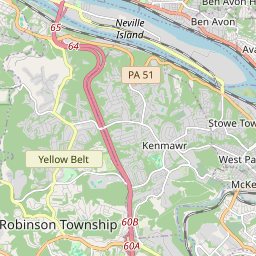 Neville
Island
Ben Avon
Ben Avon H
65
64
Ava
PA 51
Stowe Tow
Kenmawr
Yellow Belt
West Pa
McKe
Robinson Township
60B
60A